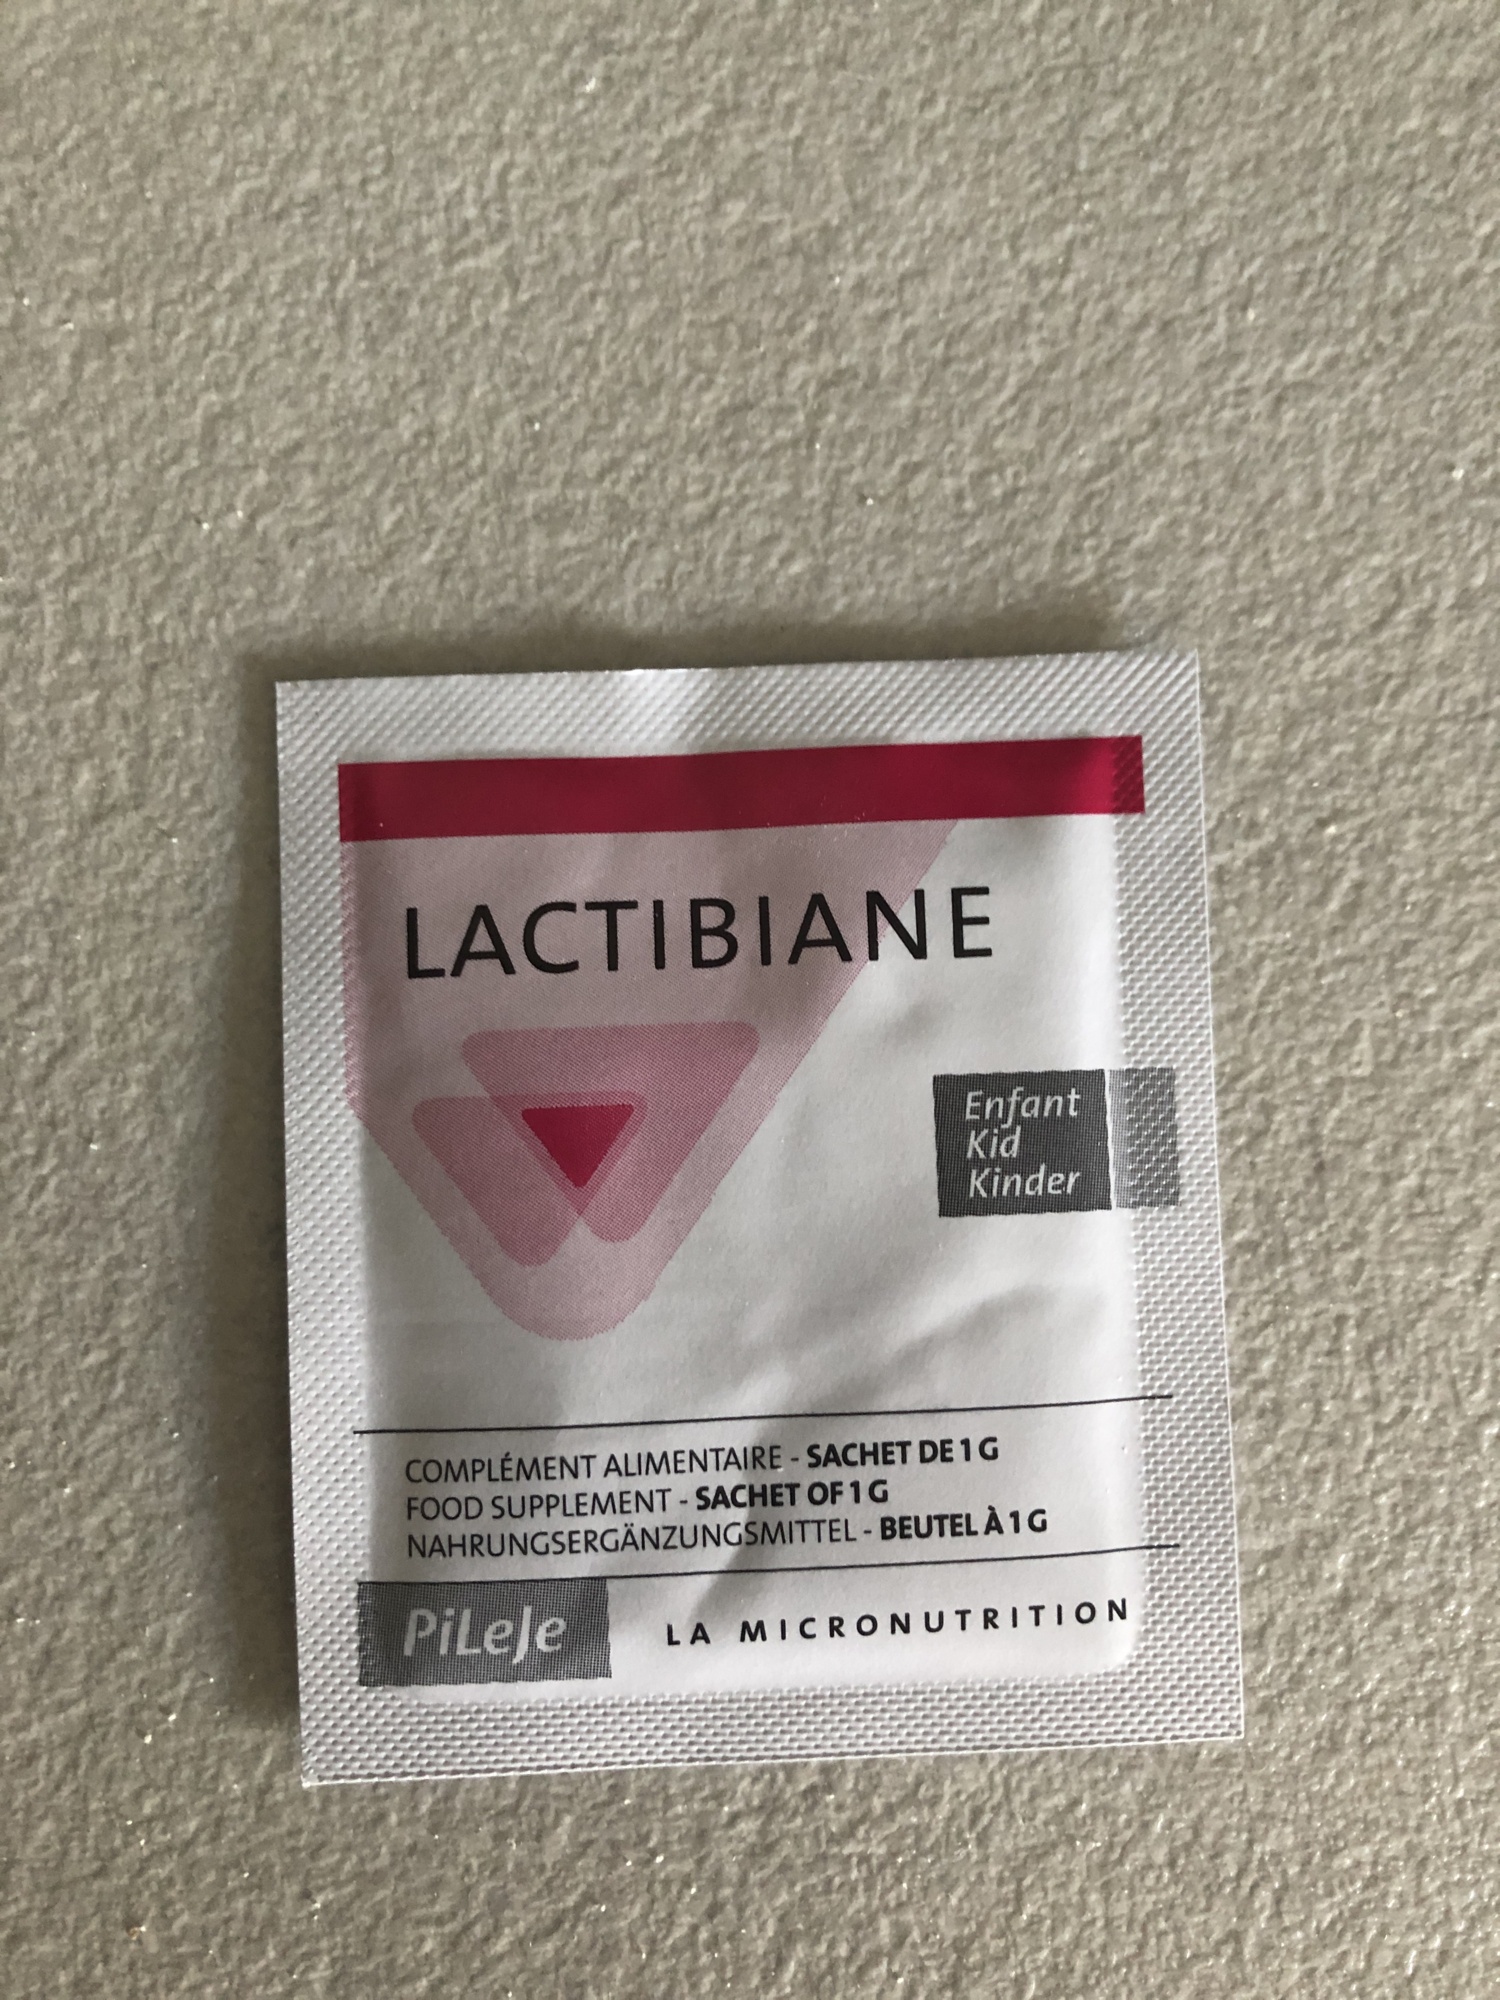 LACTIBIANE
Enfant
Kid
Kinder
COMPLÉMENT ALIMENTAIRE - SACHET DE 1 G
FOOD SUPPLEMENT - SACHET OF 1 G
NAHRUNGSERGÄNZUNGSMITTEL - BEUTEL À 1 G
PiLeJe LA MICRONUTRITION